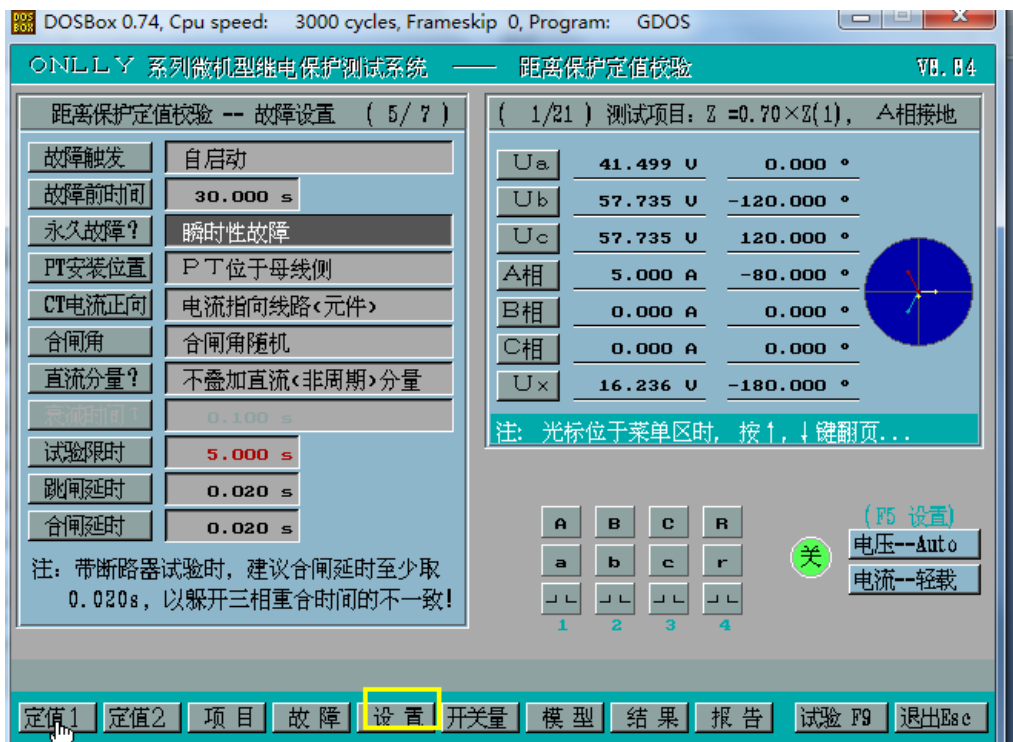 DOSBox 0.74, Cpu speed: 3000 cycles, Frameskip 0, Program: GDOS
ONLLY 系列微机型继电保护测试系统 —— 距离保护定值校验 V8.84
距离保护定值校验 -- 故障设置 ( 5/ 7 )
故障触发 自启动
故障前时间 30.000 s
永久故障? 瞬时性故障
PT安装位置 PT位于母线侧
CT电流正向 电流指向线路<元件>
合闸角 合闸角随机
直流分量? 不叠加直流<非周期>分量
衰减时间τ 0.100 s
试验限时 5.000 s
跳闸延时 0.020 s
合闸延时 0.020 s
注: 带断路器试验时, 建议合闸延时至少取
0.020s, 以躲开三相重合时间的不一致!
( 1/21 ) 测试项目: Z =0.70×Z(1), A相接地
Ua 41.499 V 0.000 °
Ub 57.735 V -120.000 °
Uc 57.735 V 120.000 °
A相 5.000 A -80.000 °
B相 0.000 A 0.000 °
C相 0.000 A 0.000 °
Ux 16.236 V -180.000 °
注: 光标位于菜单区时, 按↑,↓键翻页...
A B C R
a b c r
1 2 3 4
关
(F5 设置)
电压--Auto
电流--轻载
定值1 定值2 项目 故障 设置 开关量 模型 结果 报告 试验 F9 退出Esc